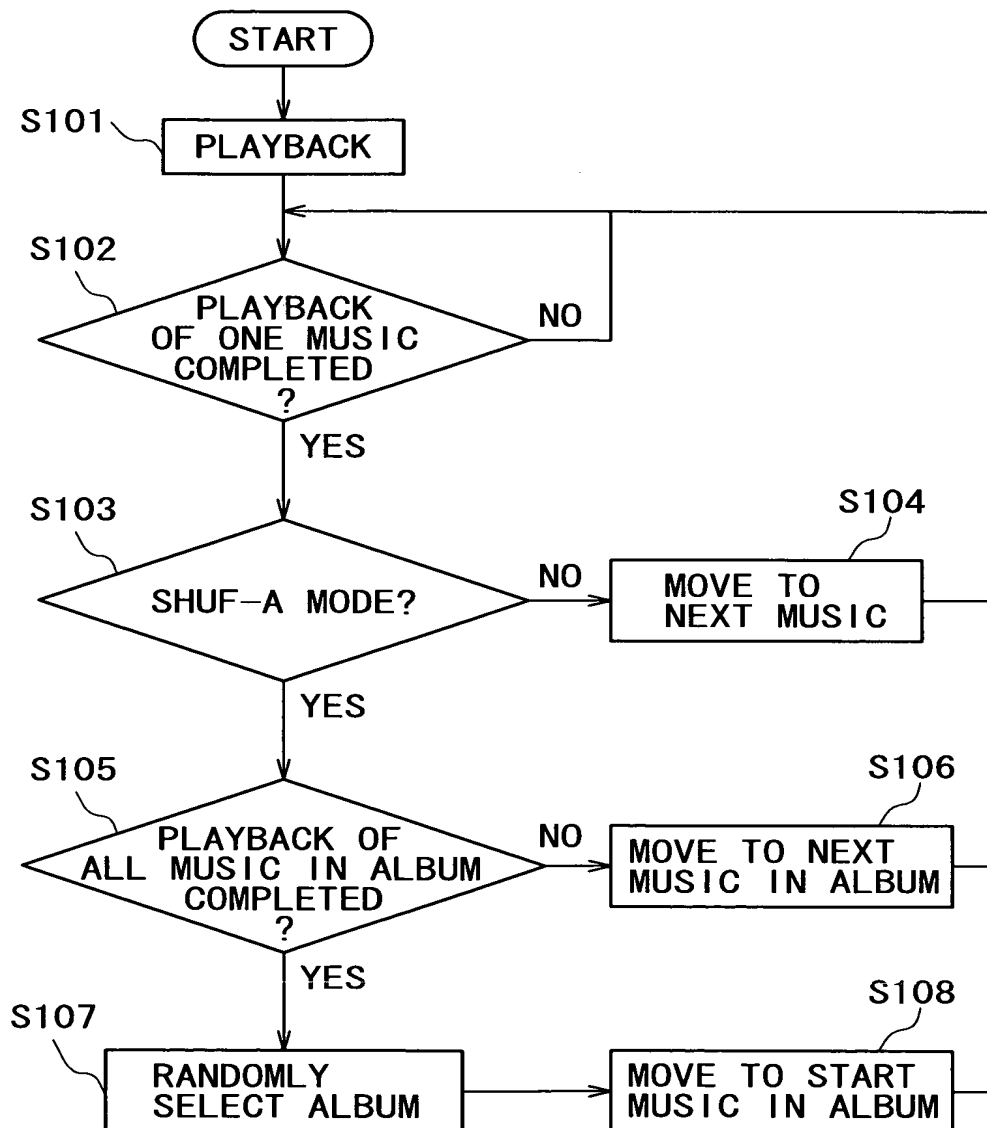 START
S101
PLAYBACK
S102
PLAYBACK
OF ONE MUSIC
COMPLETED
?
NO
YES
S103
SHUF-A MODE?
NO
S104
MOVE TO
NEXT MUSIC
YES
S105
PLAYBACK OF
ALL MUSIC IN ALBUM
COMPLETED
?
NO
S106
MOVE TO NEXT
MUSIC IN ALBUM
YES
S107
RANDOMLY
SELECT ALBUM
S108
MOVE TO START
MUSIC IN ALBUM